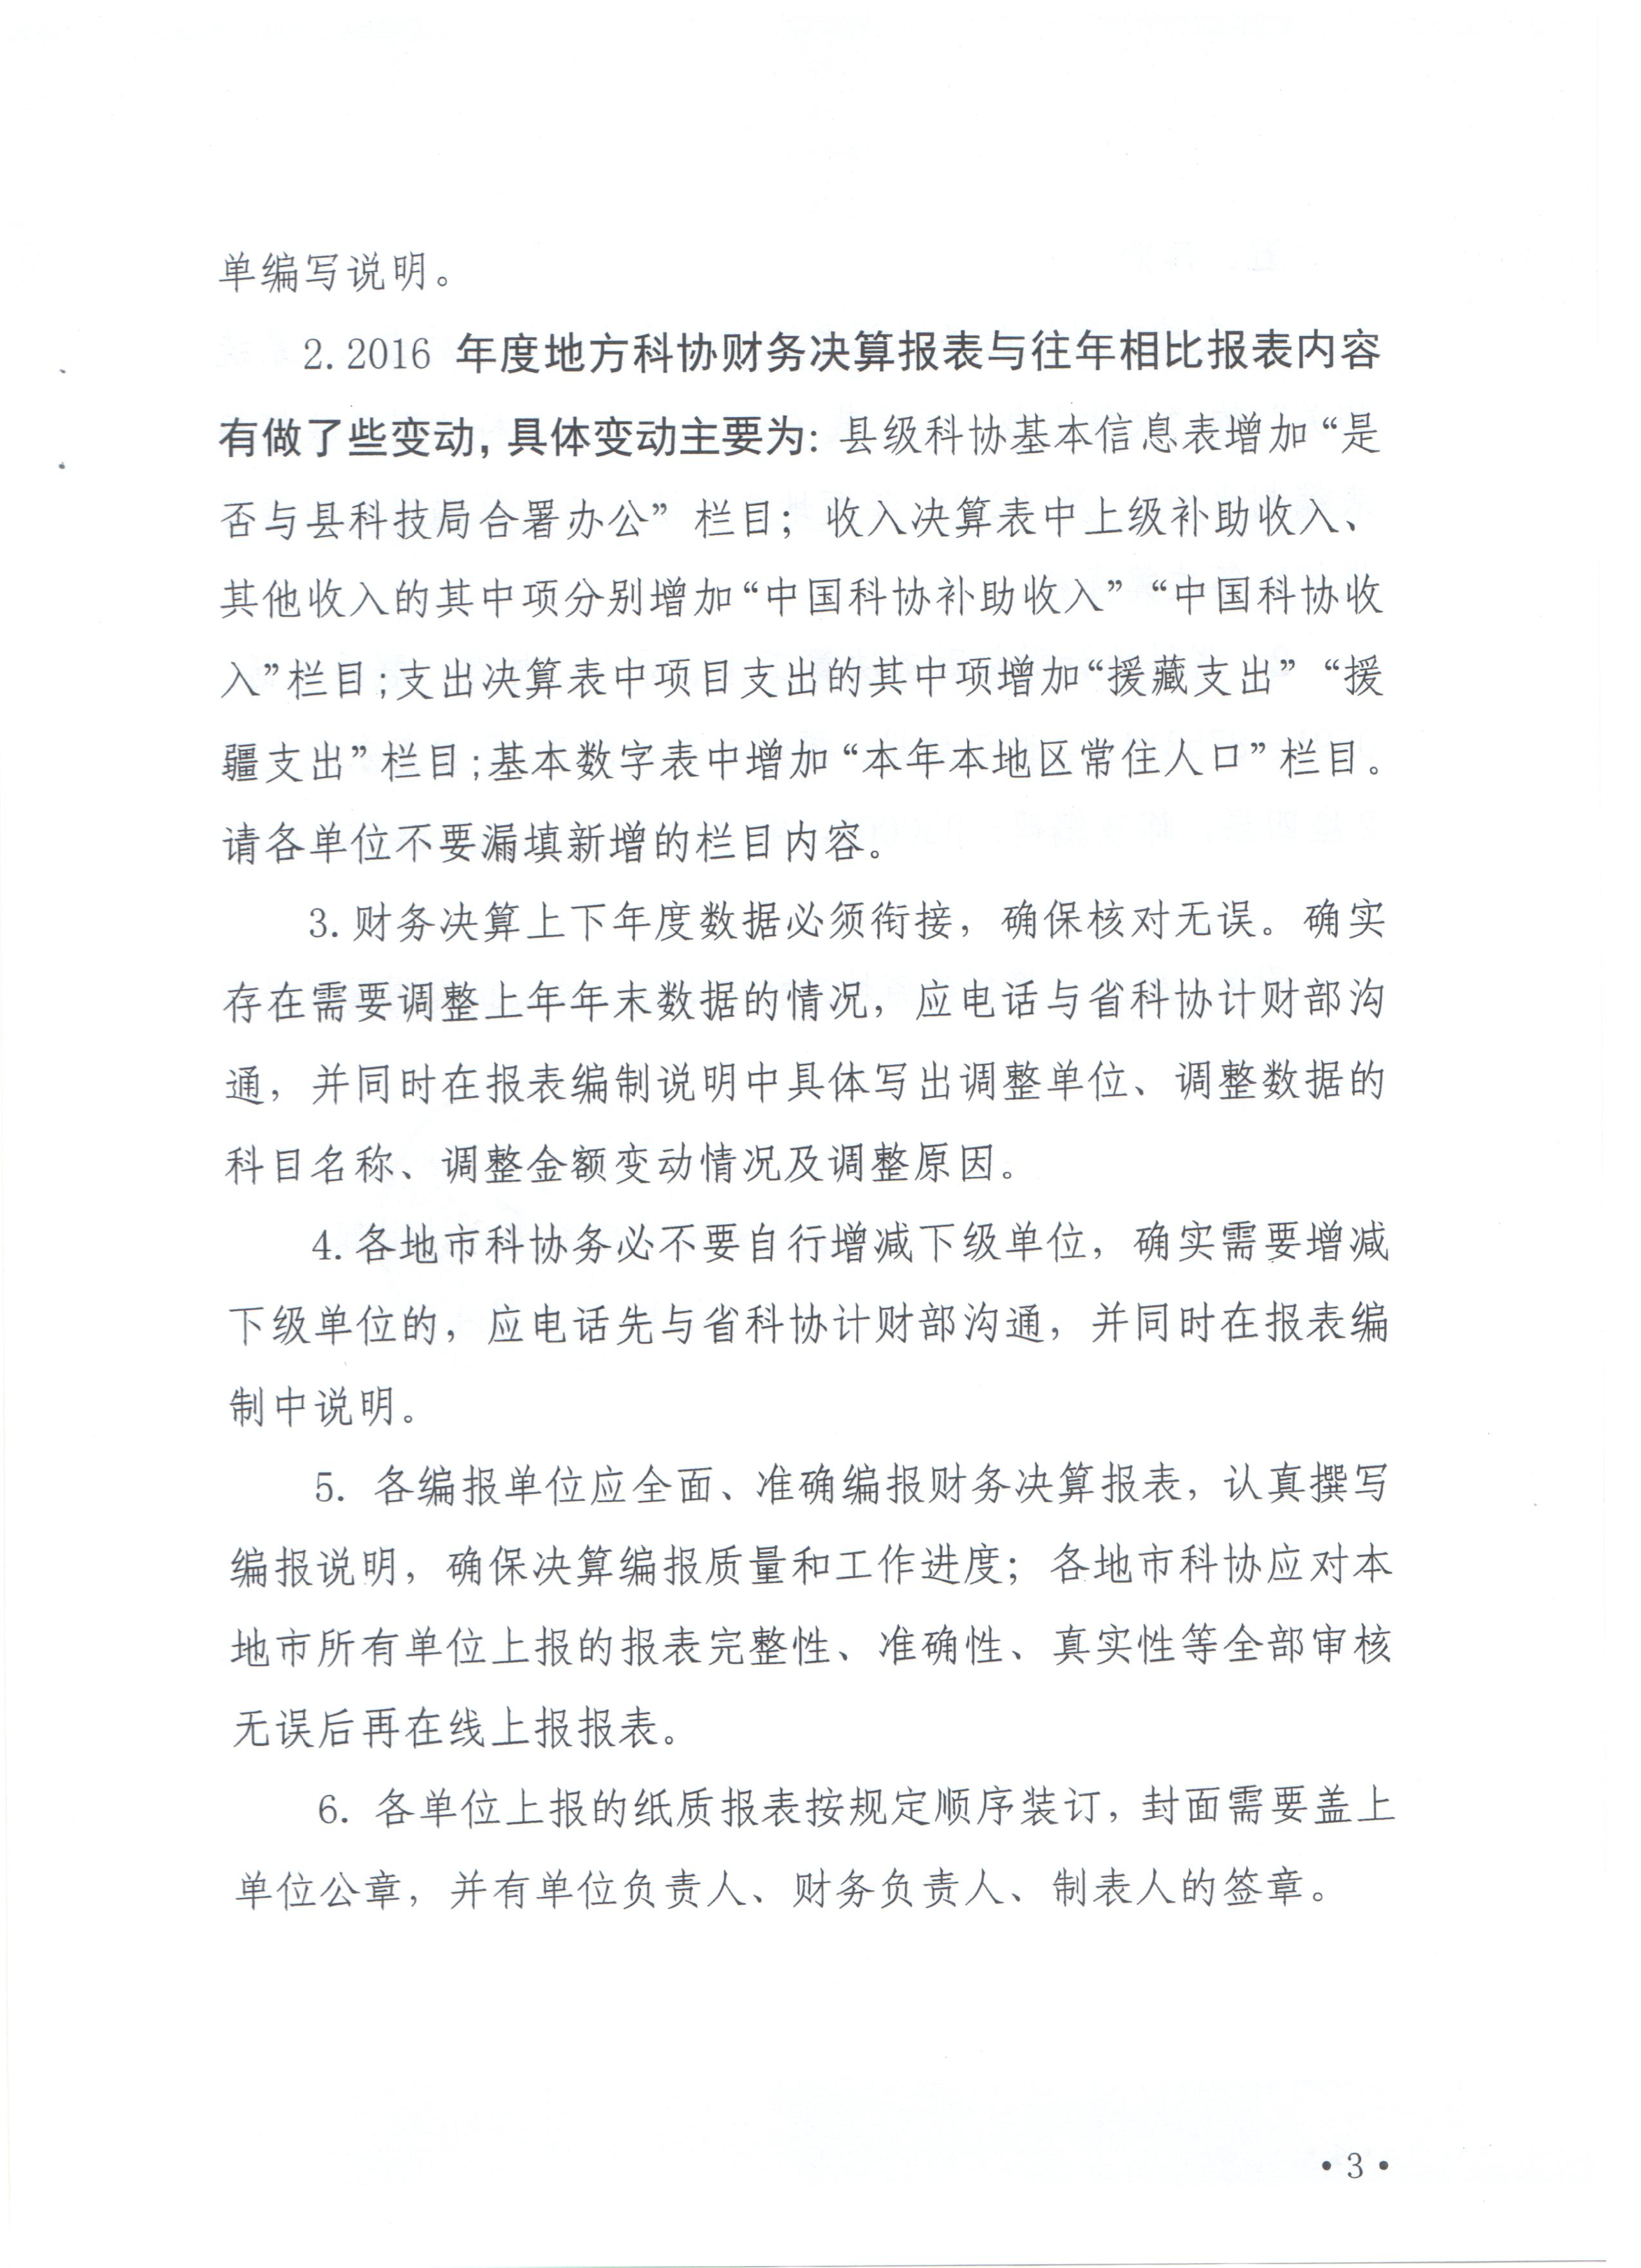 单编写说明。
2.2016 年度地方科协财务决算报表与往年相比报表内容
有做了些变动，具体变动主要为：县级科协基本信息表增加“是
否与县科技局合署办公”栏目；收入决算表中上级补助收入、
其他收入的其中项分别增加“中国科协补助收入”“中国科协收
入”栏目;支出决算表中项目支出的其中项增加“援藏支出”“援
疆支出”栏目;基本数字表中增加“本年本地区常住人口”栏目。
请各单位不要漏填新增的栏目内容。
3.财务决算上下年度数据必须衔接，确保核对无误。确实
存在需要调整上年年末数据的情况，应电话与省科协计财部沟
通，并同时在报表编制说明中具体写出调整单位、调整数据的
科目名称、调整金额变动情况及调整原因。
4.各地市科协务必不要自行增减下级单位，确实需要增减
下级单位的，应电话先与省科协计财部沟通，并同时在报表编
制中说明。
5. 各编报单位应全面、准确编报财务决算报表，认真撰写
编报说明，确保决算编报质量和工作进度；各地市科协应对本
地市所有单位上报的报表完整性、准确性、真实性等全部审核
无误后再在线上报报表。
6. 各单位上报的纸质报表按规定顺序装订，封面需要盖上
单位公章，并有单位负责人、财务负责人、制表人的签章。
·3·